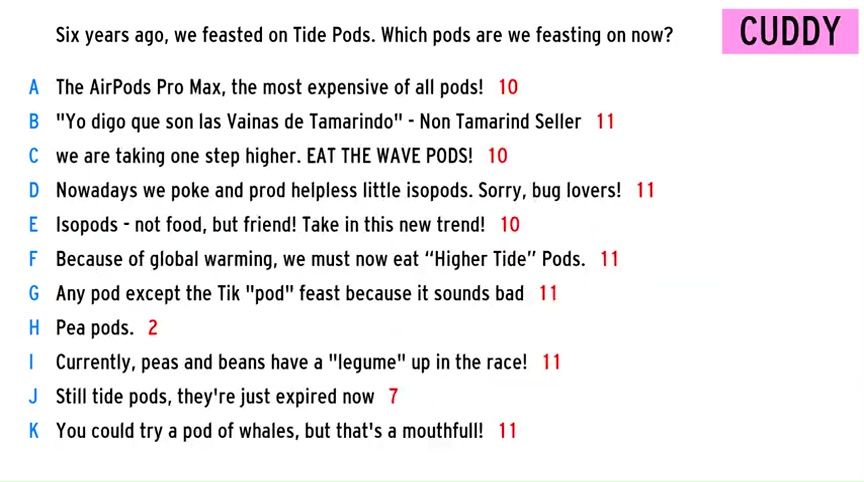 Six years ago, we feasted on Tide Pods. Which pods are we feasting on now?
CUDDY
A The AirPods Pro Max, the most expensive of all pods! 10
B "Yo digo que son las Vainas de Tamarindo" - Non Tamarind Seller 11
C we are taking one step higher. EAT THE WAVE PODS! 10
D Nowadays we poke and prod helpless little isopods. Sorry, bug lovers! 11
E Isopods - not food, but friend! Take in this new trend! 10
F Because of global warming, we must now eat “Higher Tide” Pods. 11
G Any pod except the Tik "pod" feast because it sounds bad 11
H Pea pods. 2
I Currently, peas and beans have a "legume" up in the race! 11
J Still tide pods, they're just expired now 7
K You could try a pod of whales, but that's a mouthfull! 11